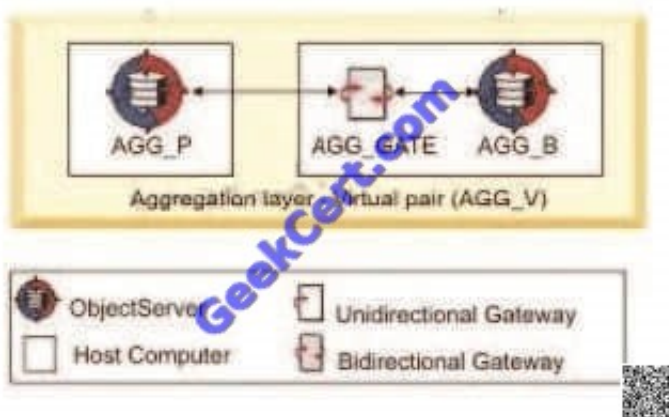 AGG_P
AGG_GATE
AGG_B
Aggregation layer - Virtual pair (AGG_V)
GeekCert.com
ObjectServer
Unidirectional Gateway
Host Computer
Bidirectional Gateway